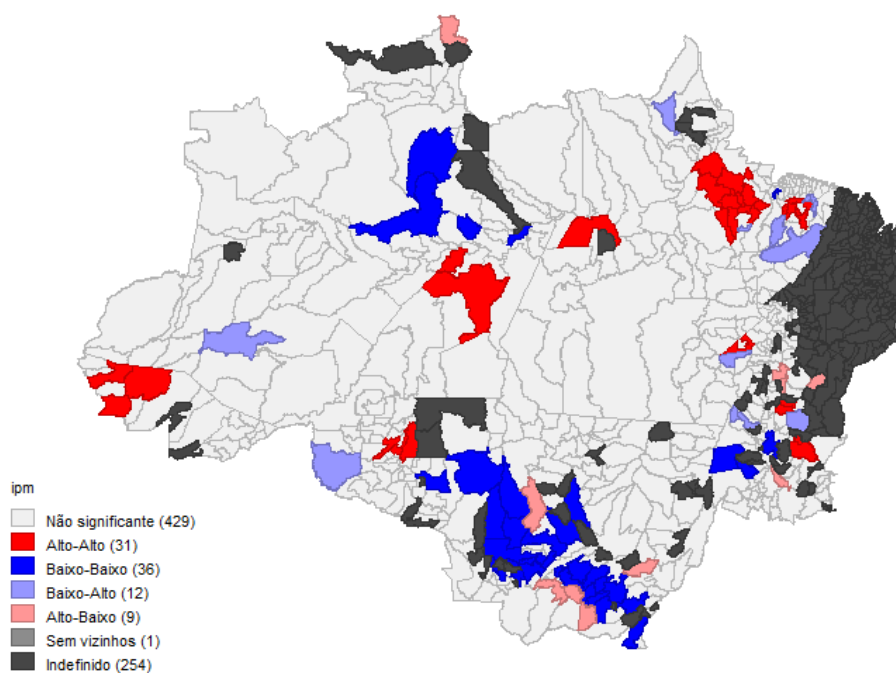 ipm
Não significante (429)
Alto-Alto (31)
Baixo-Baixo (36)
Baixo-Alto (12)
Alto-Baixo (9)
Sem vizinhos (1)
Indefinido (254)